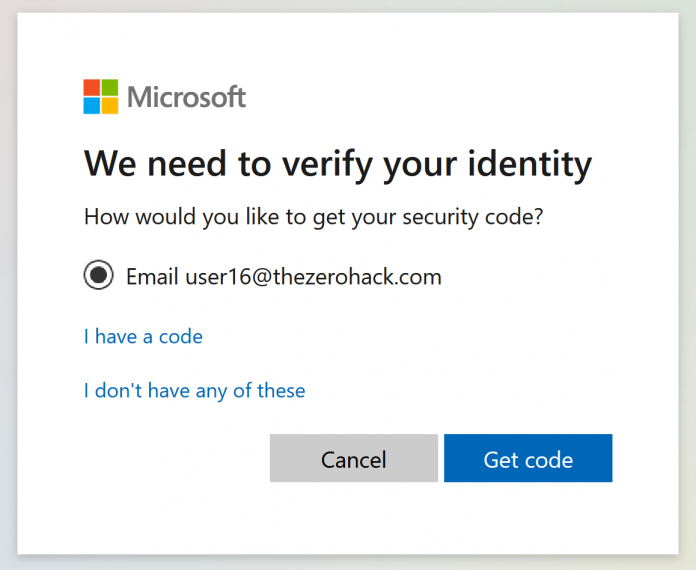 Microsoft
We need to verify your identity
How would you like to get your security code?
Email user16@thezerohack.com
I have a code
I don't have any of these
Cancel
Get code